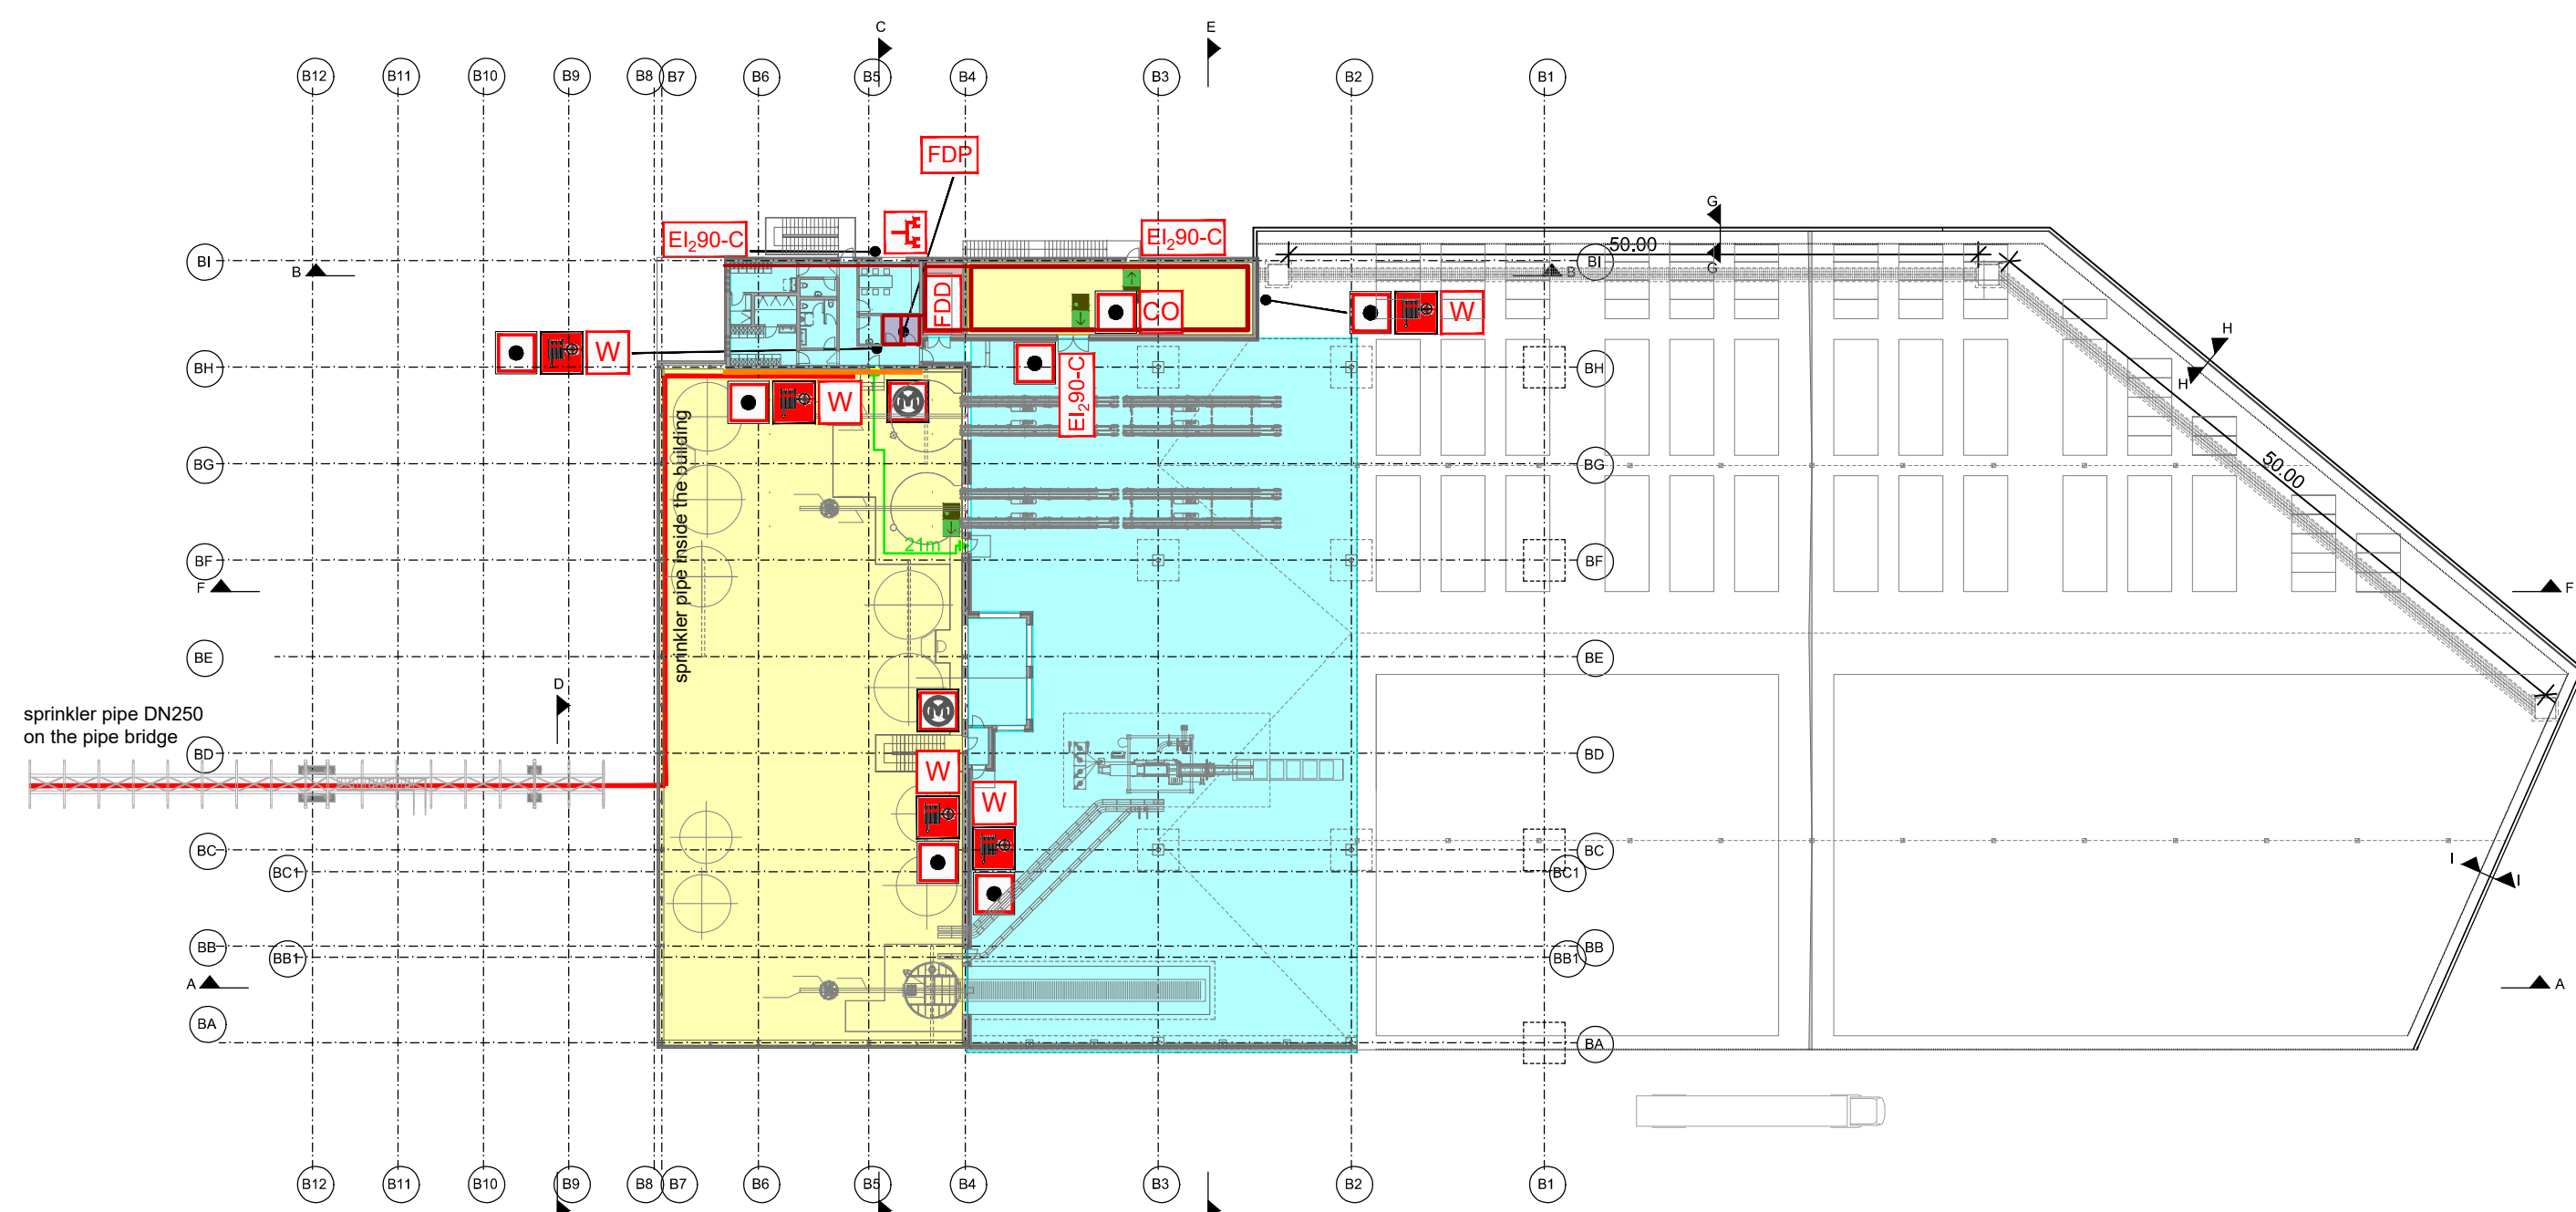 C
E
B12
B11
B10
B9
B8
B7
B6
B5
B4
B3
B2
B1
FDP
G
EI₂90-C
EI₂90-C
50.00
BI
BI
B
B
G
FDD
CO
W
H
W
BH
BH
H
EI₂90-C
W
sprinkler pipe inside the building
BG
BG
50.00
21m
BF
BF
F
F
BE
BE
D
sprinkler pipe DN250
on the pipe bridge
BD
BD
W
W
BC
BC
BC1
BC1
I
I
BB
BB
BB1
BB1
A
A
BA
BA
B12
B11
B10
B9
B8
B7
B6
B5
B4
B3
B2
B1